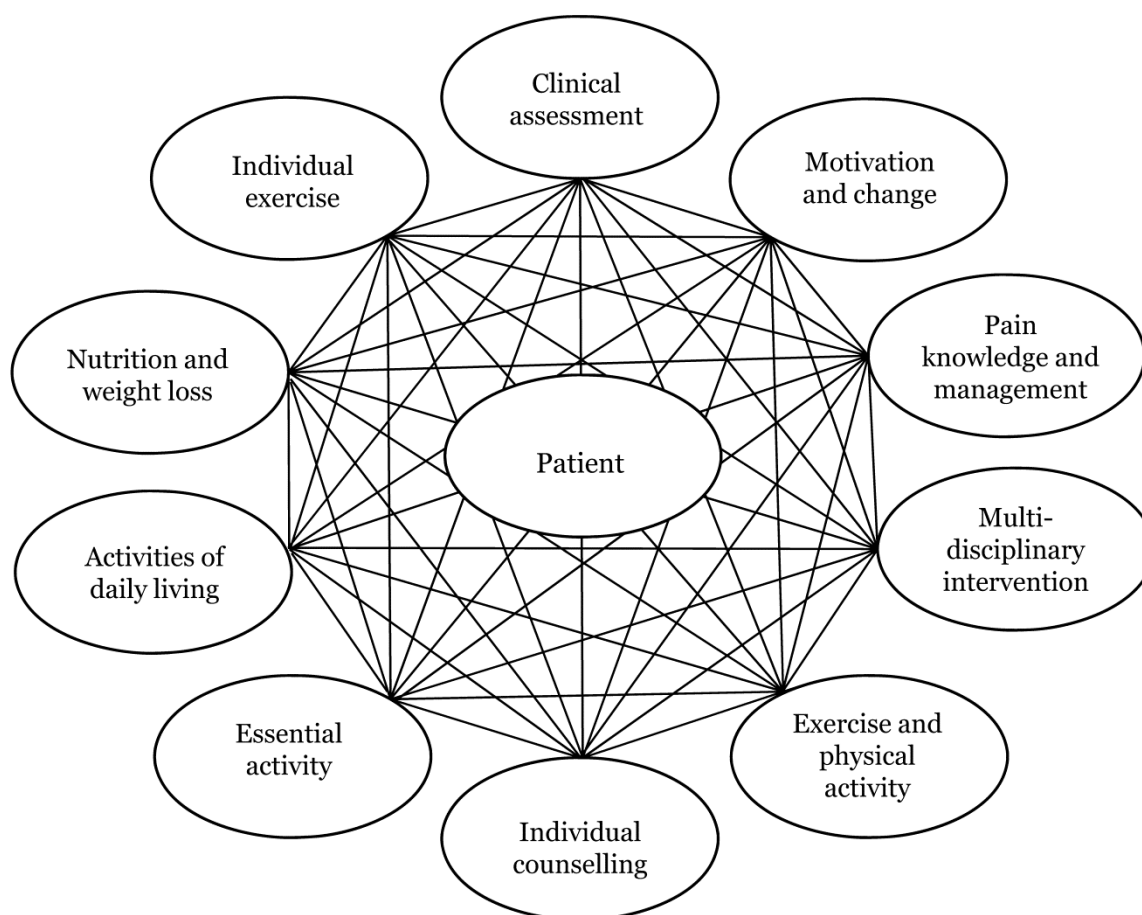 Clinical
assessment
Individual
exercise
Motivation
and change
Nutrition and
weight loss
Pain
knowledge and
management
Patient
Activities of
daily living
Multi-
disciplinary
intervention
Essential
activity
Exercise and
physical
activity
Individual
counselling